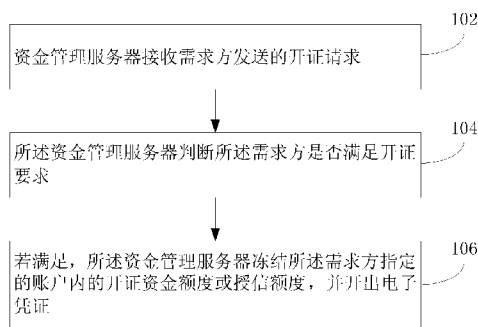 102
资金管理服务器接收需求方发送的开证请求
104
所述资金管理服务器判断所述需求方是否满足开证
要求
106
若满足，所述资金管理服务器冻结所述需求方指定
的账户内的开证资金额度或授信额度，并开出电子
凭证